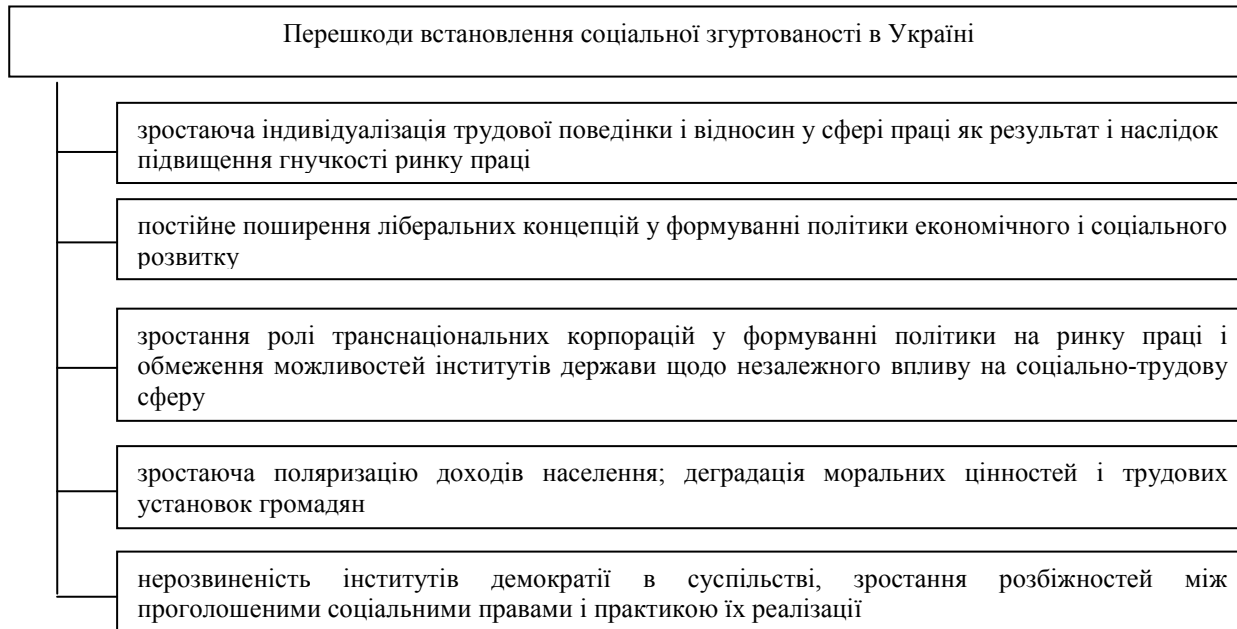 Перешкоди встановлення соціальної згуртованості в Україні
зростаюча індивідуалізація трудової поведінки і відносин у сфері праці як результат і наслідок
підвищення гнучкості ринку праці
постійне поширення ліберальних концепцій у формуванні політики економічного і соціального
розвитку
зростання ролі транснаціональних корпорацій у формуванні політики на ринку праці і
обмеження можливостей інститутів держави щодо незалежного впливу на соціально-трудову
сферу
зростаюча поляризацію доходів населення; деградація моральних цінностей і трудових
установок громадян
нерозвиненість інститутів демократії в суспільстві, зростання розбіжностей між
проголошеними соціальними правами і практикою їх реалізації